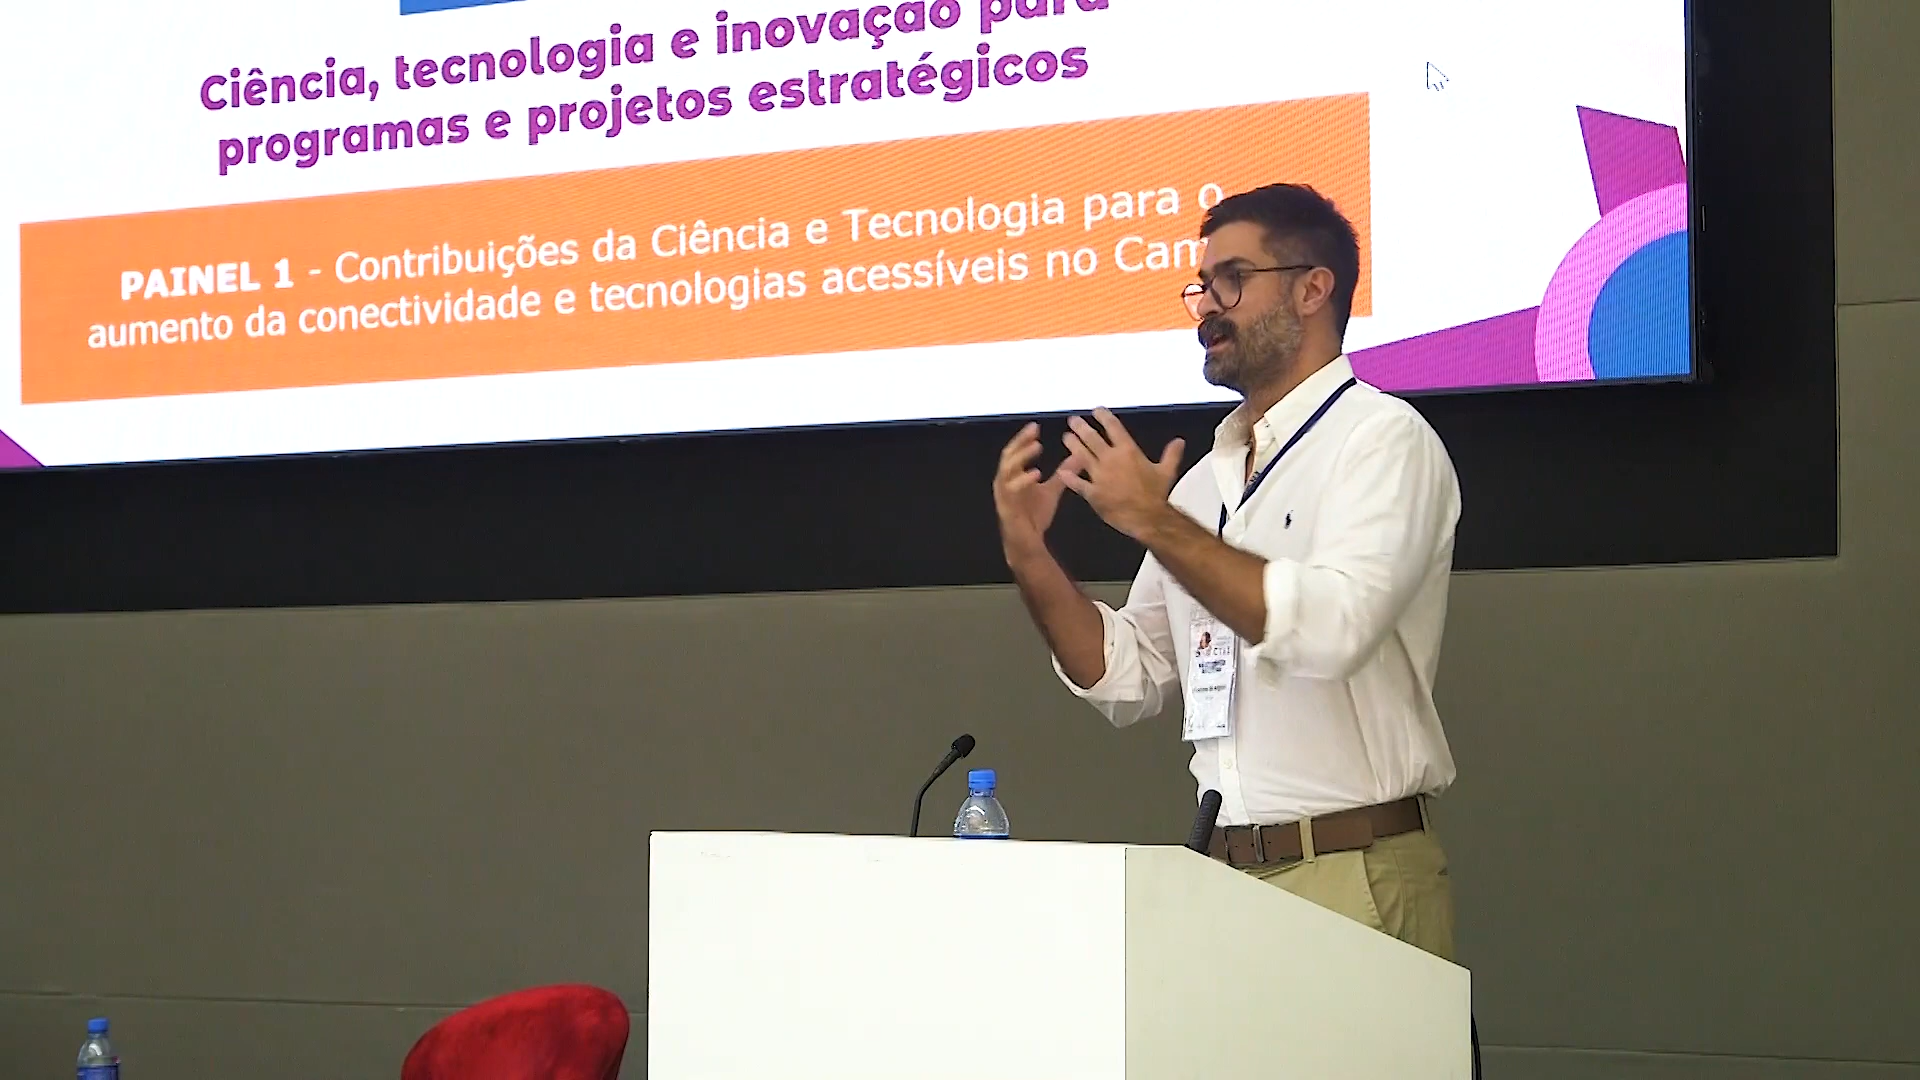 Ciência, tecnologia e inovação para
programas e projetos estratégicos
PAINEL 1 - Contribuições da Ciência e Tecnologia para o
aumento da conectividade e tecnologias acessíveis no Cam